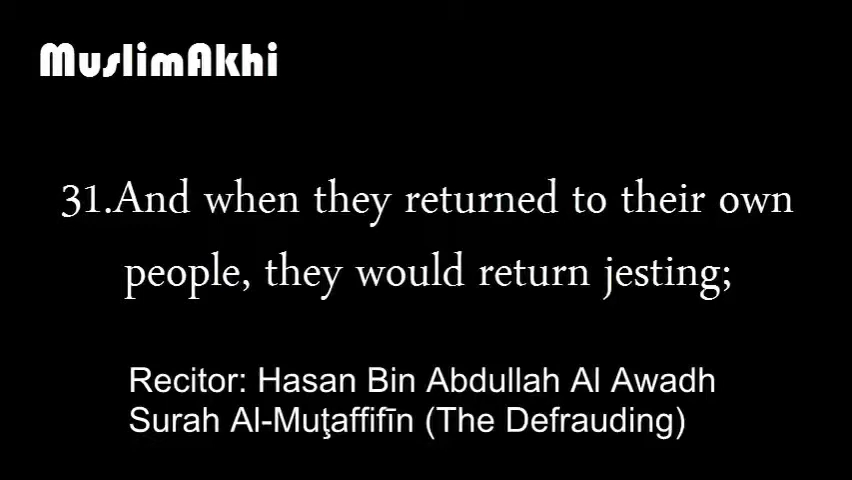 MuslimAkhi
31.And when they returned to their own
people, they would return jesting;
Recitor: Hasan Bin Abdullah Al Awadh
Surah Al-Muţaffifīn (The Defrauding)